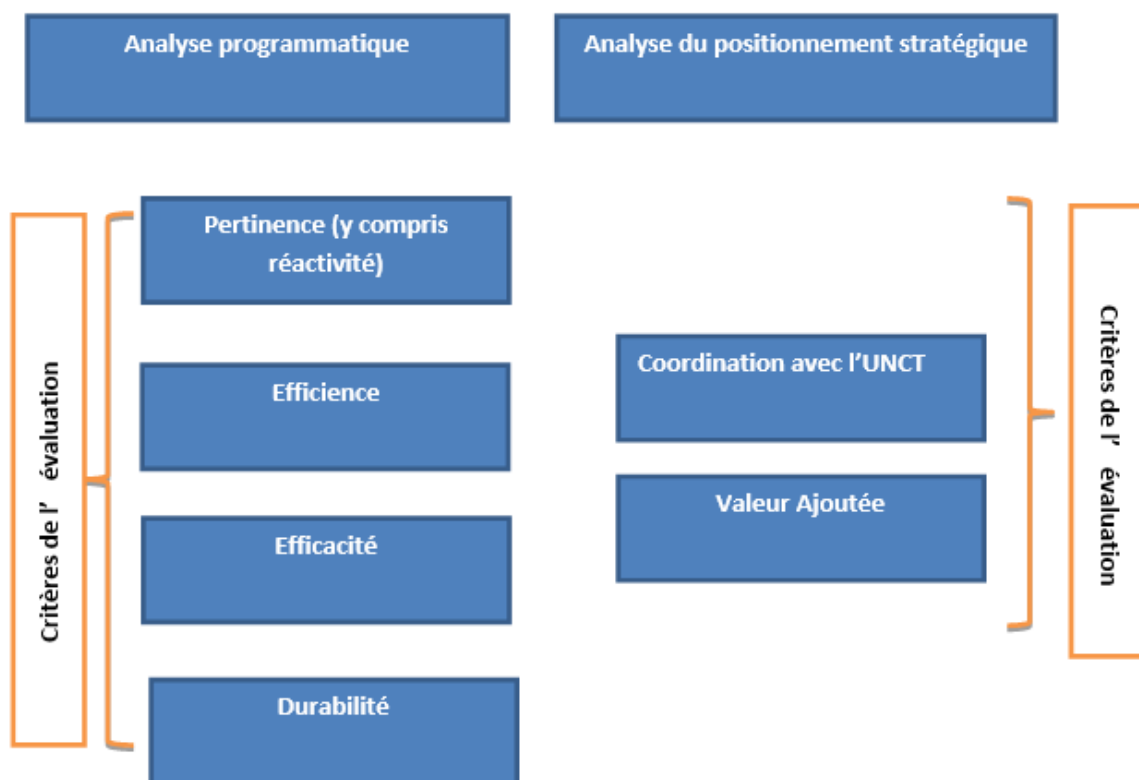 Analyse programmatique
Analyse du positionnement stratégique
Critères de l' évaluation
Pertinence (y compris
réactivité)
Efficience
Efficacité
Durabilité
Coordination avec l'UNCT
Valeur Ajoutée
Critères de l' évaluation